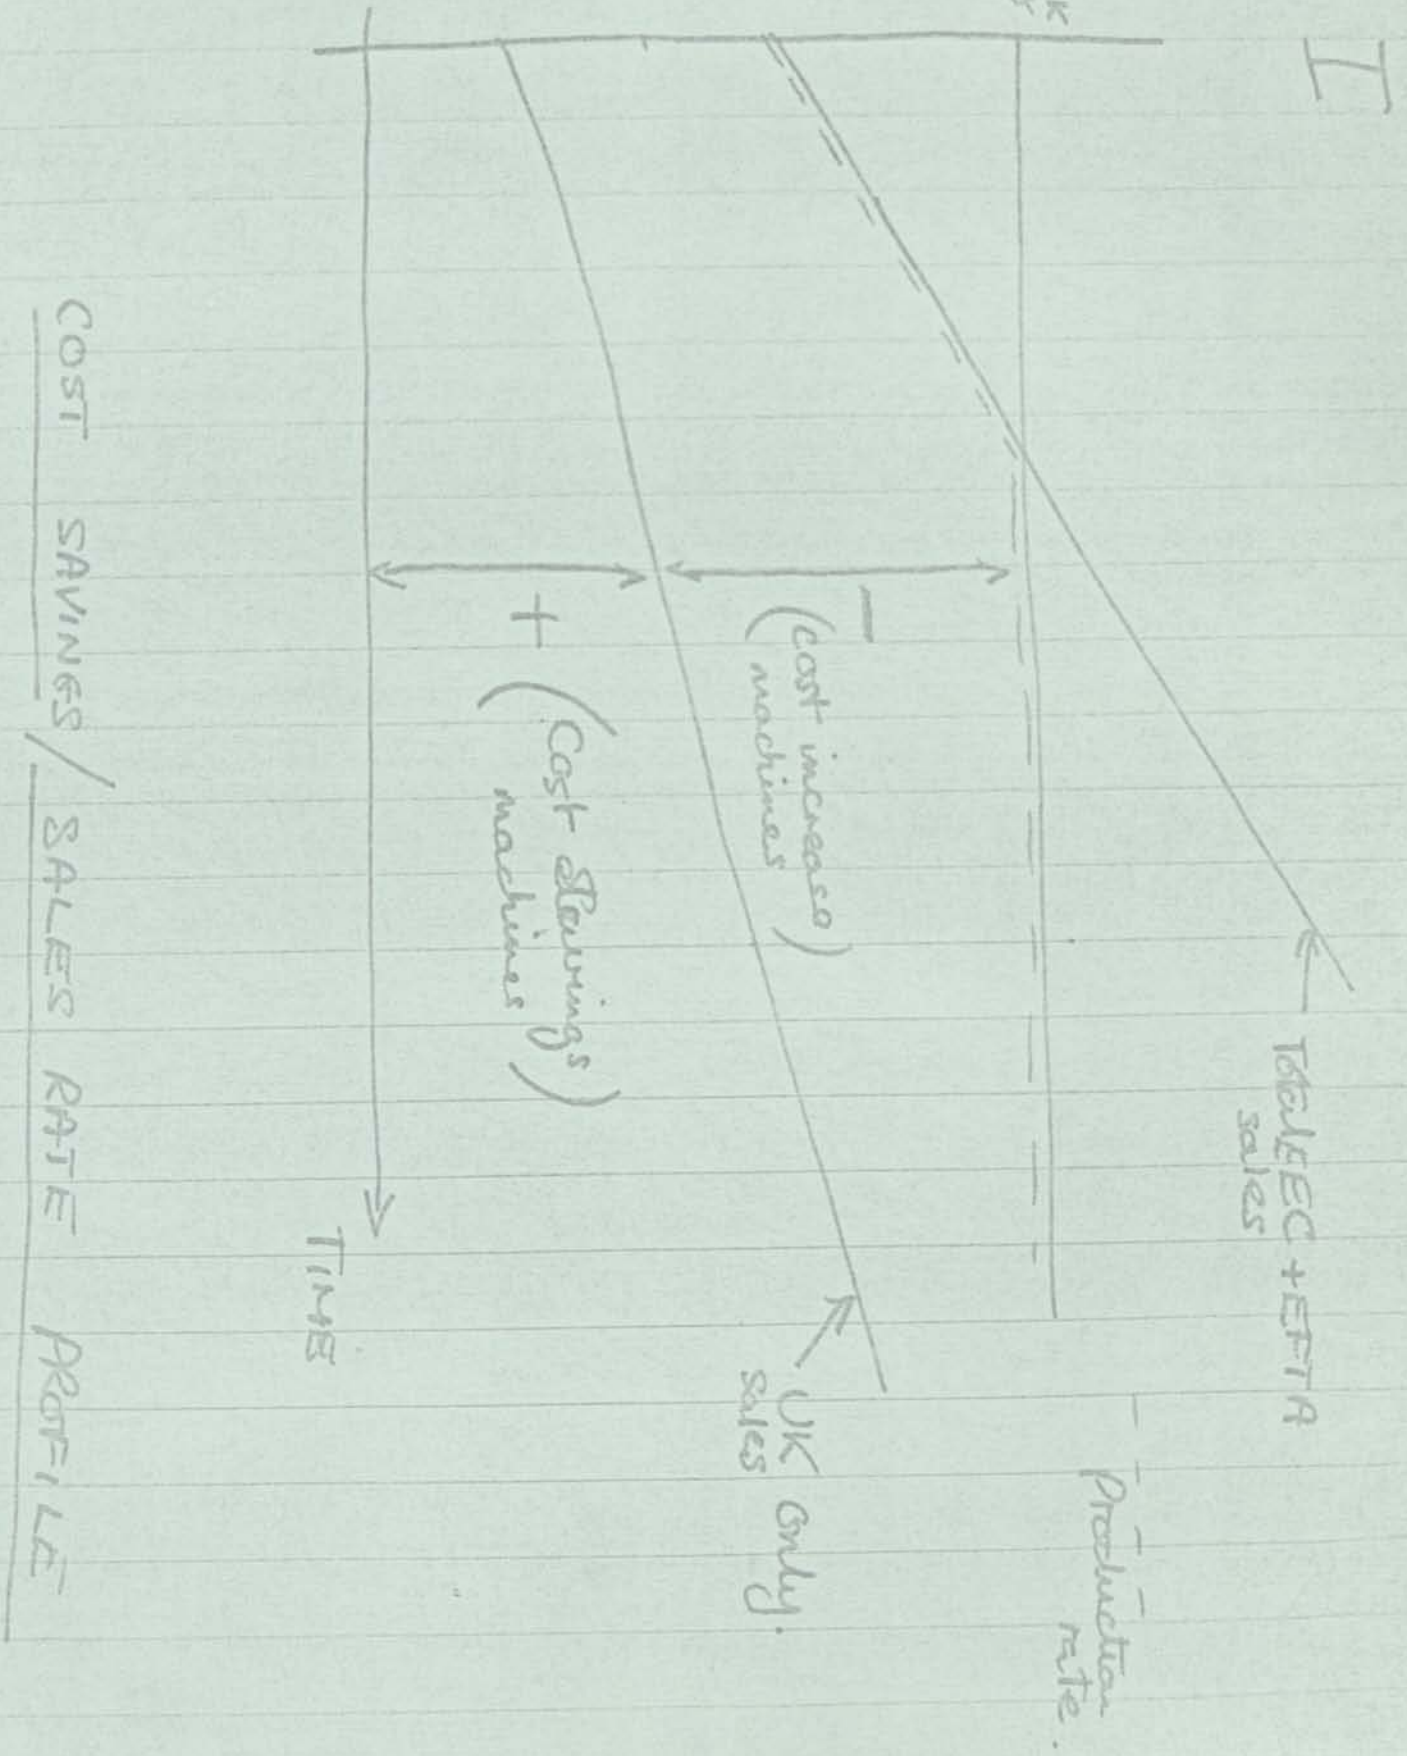 I
Total EEC + EFTA
sales
Production
rate.
-
(cost increase)
machines
UK only.
sales
+ (Cost Savings)
machines
TIME
COST SAVINGS / SALES RATE PROFILE